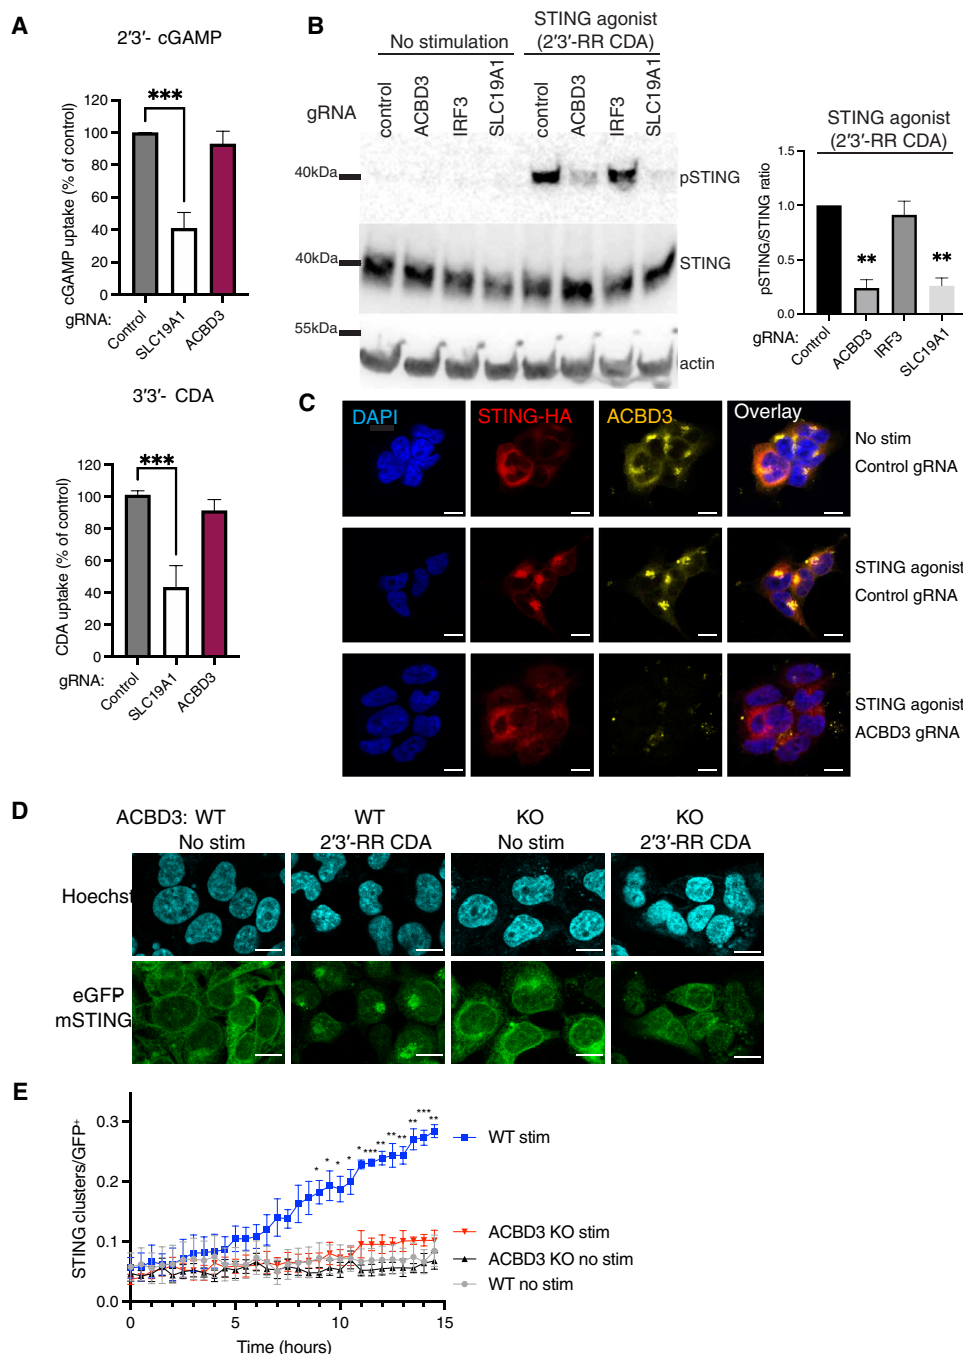 A
2′3′- cGAMP
cGAMP uptake (% of control)
120
100
80
60
40
20
0
***
gRNA:
Control
SLC19A1
ACBD3
3′3′- CDA
CDA uptake (% of control)
120
100
80
60
40
20
0
***
gRNA:
Control
SLC19A1
ACBD3
B
No stimulation
STING agonist
(2′3′-RR CDA)
gRNA
control
ACBD3
IRF3
SLC19A1
control
ACBD3
IRF3
SLC19A1
40kDa
pSTING
40kDa
STING
55kDa
actin
STING agonist
(2′3′-RR CDA)
pSTING/STING ratio
1.5
1.0
0.5
0.0
**
**
gRNA:
Control
ACBD3
IRF3
SLC19A1
C
DAPI
STING-HA
ACBD3
Overlay
No stim
Control gRNA
STING agonist
Control gRNA
STING agonist
ACBD3 gRNA
D
ACBD3: WT
No stim
WT
2′3′-RR CDA
KO
No stim
KO
2′3′-RR CDA
Hoechst
eGFP
mSTING
E
STING clusters/GFP+
0.3
0.2
0.1
0.0
* * * * * *** ** ** ** ** *** **
WT stim
ACBD3 KO stim
ACBD3 KO no stim
WT no stim
0
5
10
15
Time (hours)